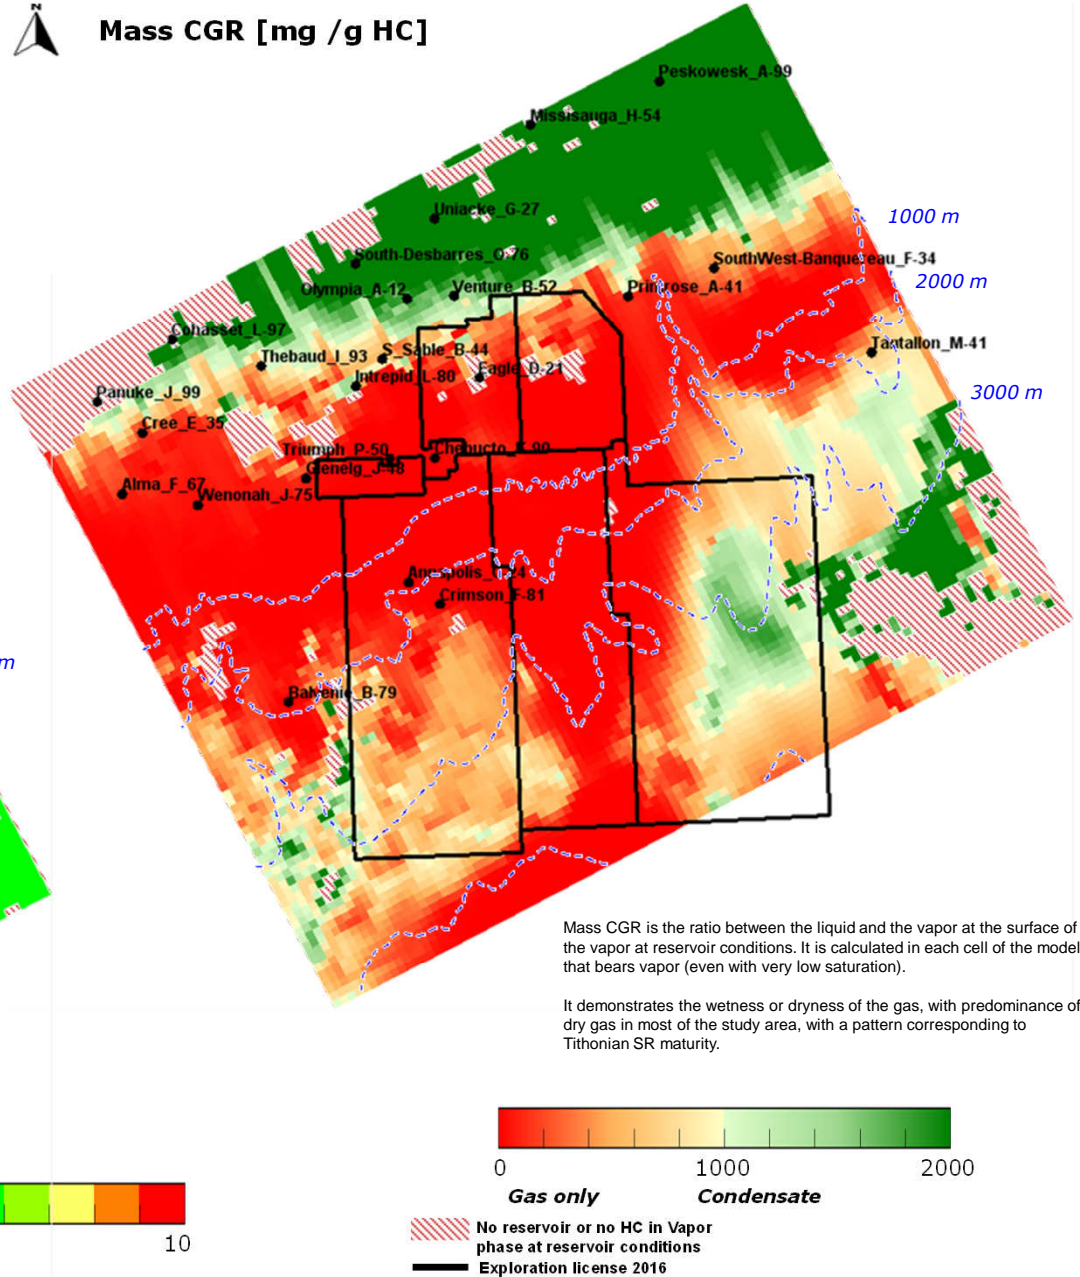 N
Mass CGR [mg /g HC]
Peskowesk_A-99
Missisauga_H-54
Uniacke_G-27
1000 m
South-Desbarres_O-76
SouthWest-Banquereau_F-34
2000 m
Olympia_A-12
Venture_B-52
Primrose_A-41
Cohasset_L-97
Tantallon_M-41
Thebaud_I_93
S_Sable_B-44
Eagle_D-21
Intrepid_L-80
3000 m
Panuke_J_99
Cree_E_35
Triumph_P-50
Chebucto_K-90
Glenelg_J-48
Alma_F_67
Wenonah_J-75
Annapolis_G-24
Crimson_F-81
m
Balvenie_B-79
Mass CGR is the ratio between the liquid and the vapor at the surface of
the vapor at reservoir conditions. It is calculated in each cell of the model
that bears vapor (even with very low saturation).
It demonstrates the wetness or dryness of the gas, with predominance of
dry gas in most of the study area, with a pattern corresponding to
Tithonian SR maturity.
0 1000 2000
Gas only Condensate
10
No reservoir or no HC in Vapor
phase at reservoir conditions
Exploration license 2016